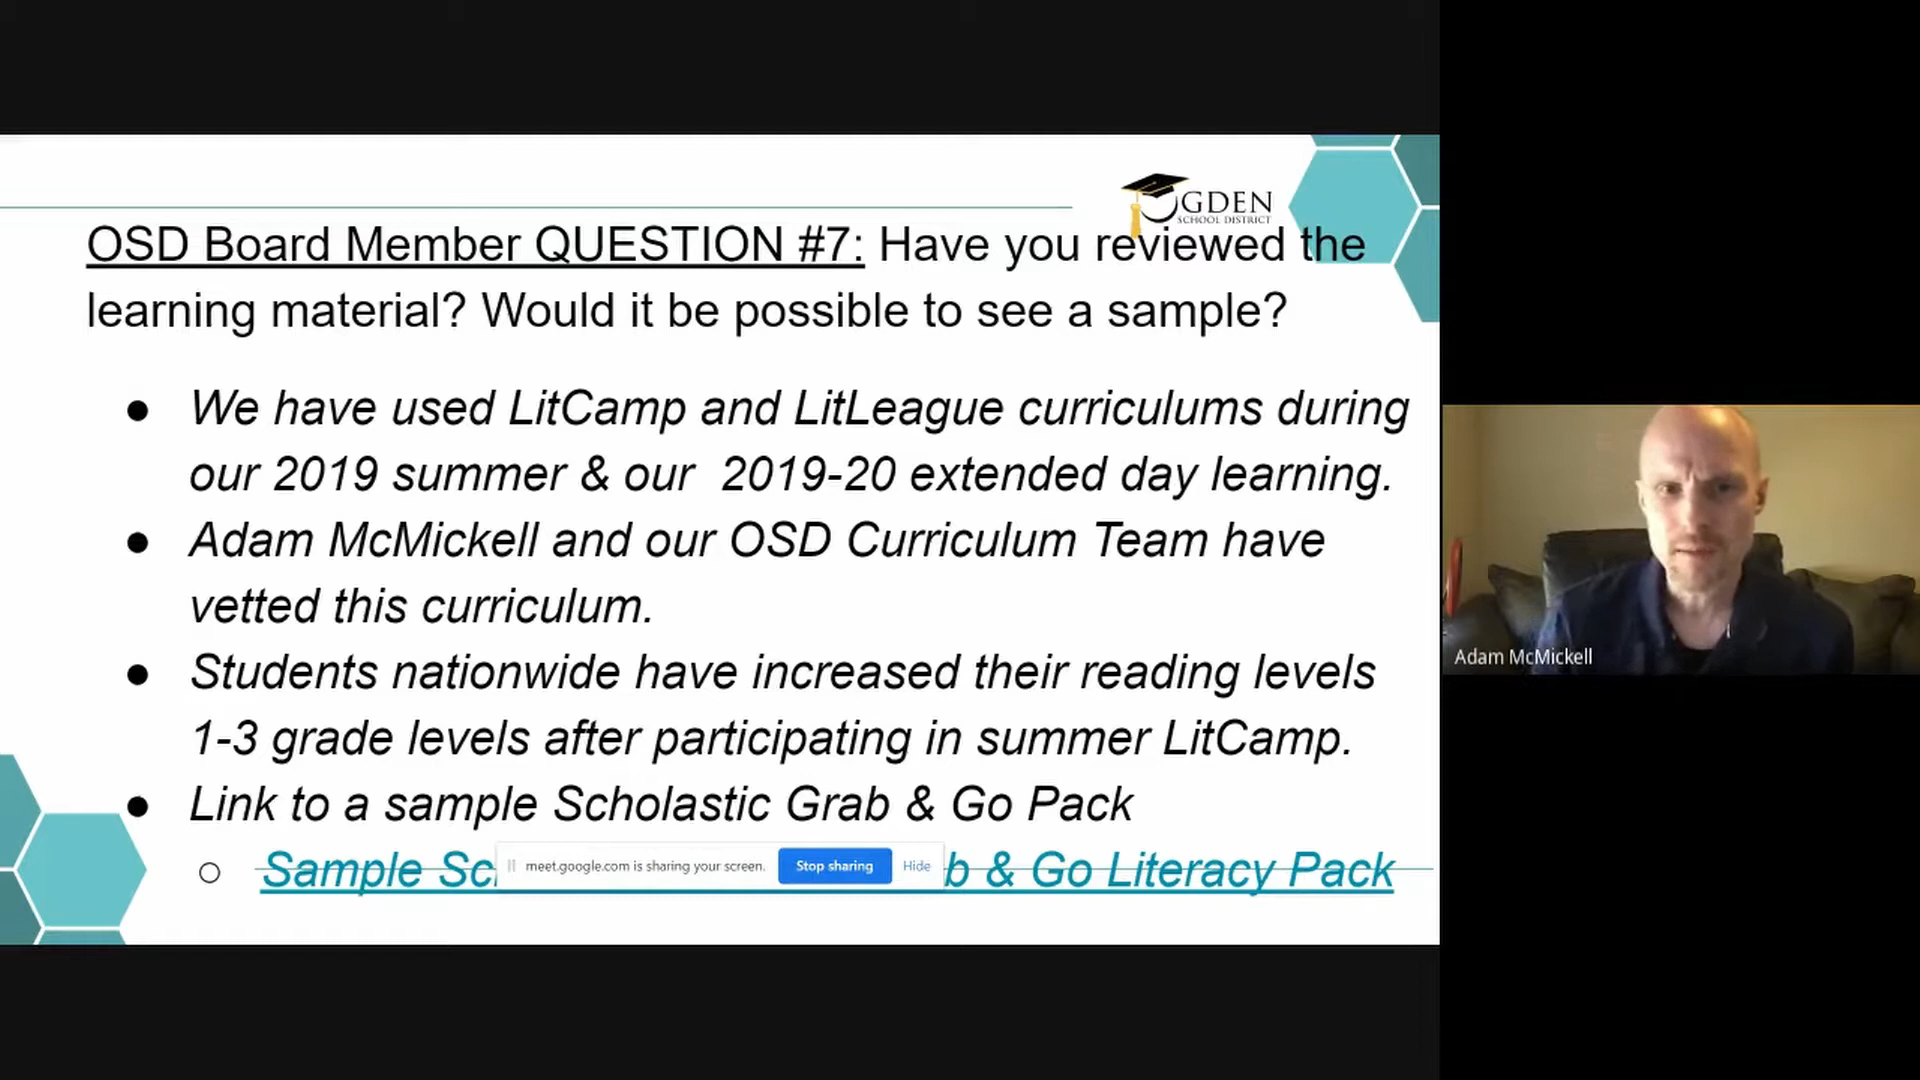 GDEN
SCHOOL DISTRICT
OSD Board Member QUESTION #7: Have you reviewed the
learning material? Would it be possible to see a sample?
● We have used LitCamp and LitLeague curriculums during
our 2019 summer & our 2019-20 extended day learning.
● Adam McMickell and our OSD Curriculum Team have
vetted this curriculum.
● Students nationwide have increased their reading levels
1-3 grade levels after participating in summer LitCamp.
● Link to a sample Scholastic Grab & Go Pack
○ Sample Sc b & Go Literacy Pack
meet.google.com is sharing your screen. Stop sharing Hide
Adam McMickell